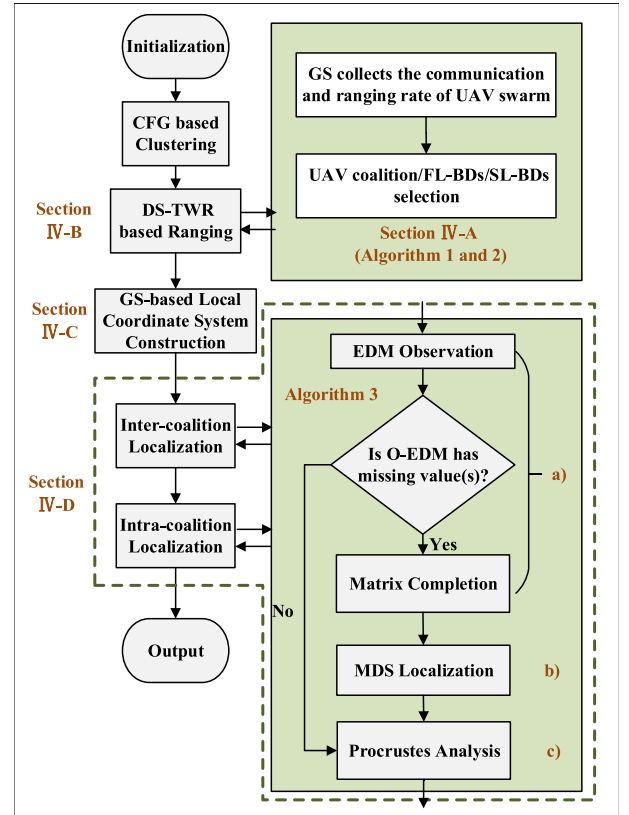 Initialization
CFG based
Clustering
Section
IV-B
DS-TWR
based Ranging
GS collects the communication
and ranging rate of UAV swarm
UAV coalition/FL-BDs/SL-BDs
selection
Section IV-A
(Algorithm 1 and 2)
Section
IV-C
GS-based Local
Coordinate System
Construction
Section
IV-D
Inter-coalition
Localization
Intra-coalition
Localization
Output
EDM Observation
Algorithm 3
Is O-EDM has
missing value(s)?
a)
Yes
No
Matrix Completion
MDS Localization
b)
Procrustes Analysis
c)